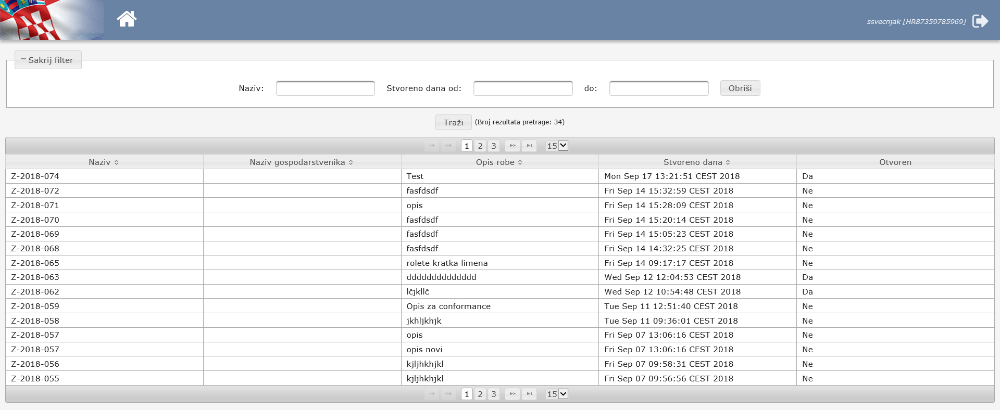 ssvecnjak [HR87359785969]
Sakrij filter
Naziv: Stvoreno dana od: do: Obriši
Traži (Broj rezultata pretrage: 34)
1 2 3 15
Naziv Naziv gospodarstvenika Opis robe Stvoreno dana Otvoren
Z-2018-074 Test Mon Sep 17 13:21:51 CEST 2018 Da
Z-2018-072 fasfdsdf Fri Sep 14 15:32:59 CEST 2018 Ne
Z-2018-071 opis Fri Sep 14 15:28:09 CEST 2018 Ne
Z-2018-070 fasfdsdf Fri Sep 14 15:20:14 CEST 2018 Ne
Z-2018-069 fasfdsdf Fri Sep 14 15:05:23 CEST 2018 Ne
Z-2018-068 fasfdsdf Fri Sep 14 14:32:25 CEST 2018 Ne
Z-2018-065 rolete kratka limena Fri Sep 14 09:17:17 CEST 2018 Ne
Z-2018-063 dddddddddddddd Wed Sep 12 12:04:53 CEST 2018 Da
Z-2018-062 lčjkllč Wed Sep 12 10:54:48 CEST 2018 Da
Z-2018-059 Opis za conformance Tue Sep 11 12:51:40 CEST 2018 Ne
Z-2018-058 jkhljkhjk Tue Sep 11 09:36:01 CEST 2018 Ne
Z-2018-057 opis Fri Sep 07 13:06:16 CEST 2018 Ne
Z-2018-057 opis novi Fri Sep 07 13:06:16 CEST 2018 Ne
Z-2018-056 kjljhkhjkl Fri Sep 07 09:58:31 CEST 2018 Ne
Z-2018-055 kjljhkhjkl Fri Sep 07 09:56:56 CEST 2018 Ne
1 2 3 15